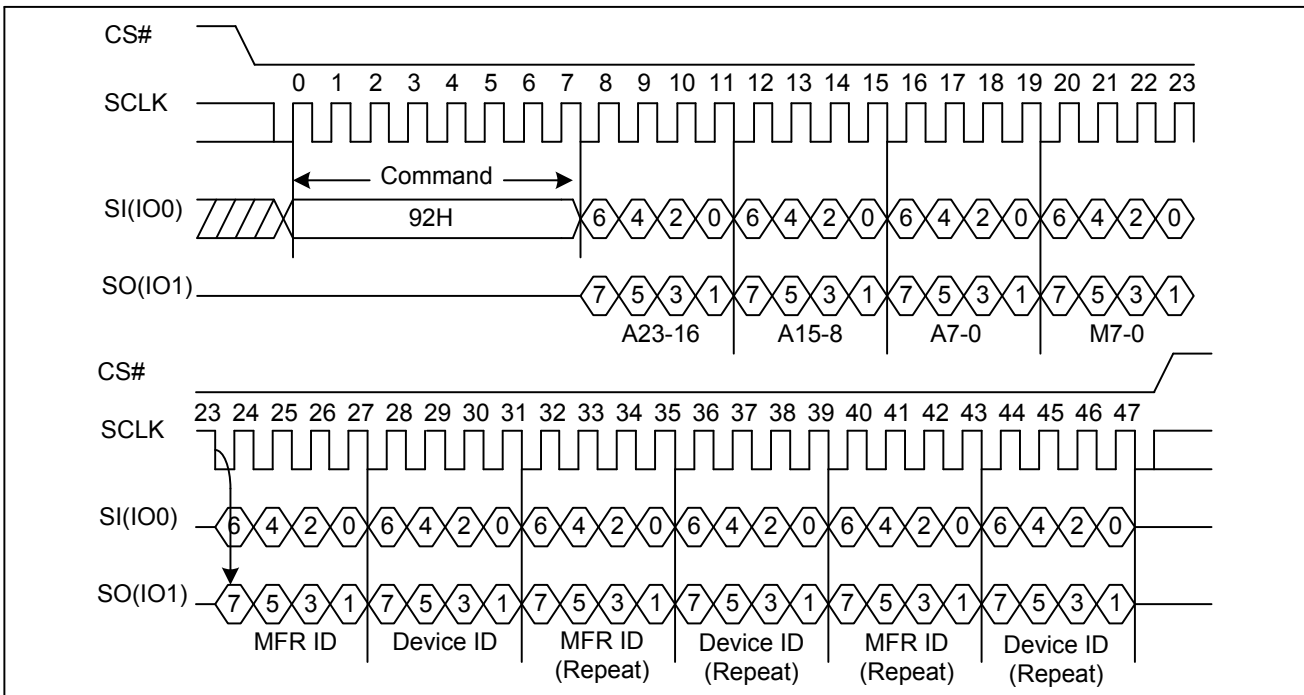 CS#
0 1 2 3 4 5 6 7 8 9 10 11 12 13 14 15 16 17 18 19 20 21 22 23
SCLK
Command
SI(IO0)
92H
6 4 2 0 6 4 2 0 6 4 2 0 6 4 2 0
SO(IO1)
7 5 3 1 7 5 3 1 7 5 3 1 7 5 3 1
A23-16 A15-8 A7-0 M7-0
CS#
23 24 25 26 27 28 29 30 31 32 33 34 35 36 37 38 39 40 41 42 43 44 45 46 47
SCLK
SI(IO0)
6 4 2 0 6 4 2 0 6 4 2 0 6 4 2 0 6 4 2 0 6 4 2 0
SO(IO1)
7 5 3 1 7 5 3 1 7 5 3 1 7 5 3 1 7 5 3 1 7 5 3 1
MFR ID Device ID MFR ID Device ID MFR ID Device ID
(Repeat) (Repeat) (Repeat) (Repeat)